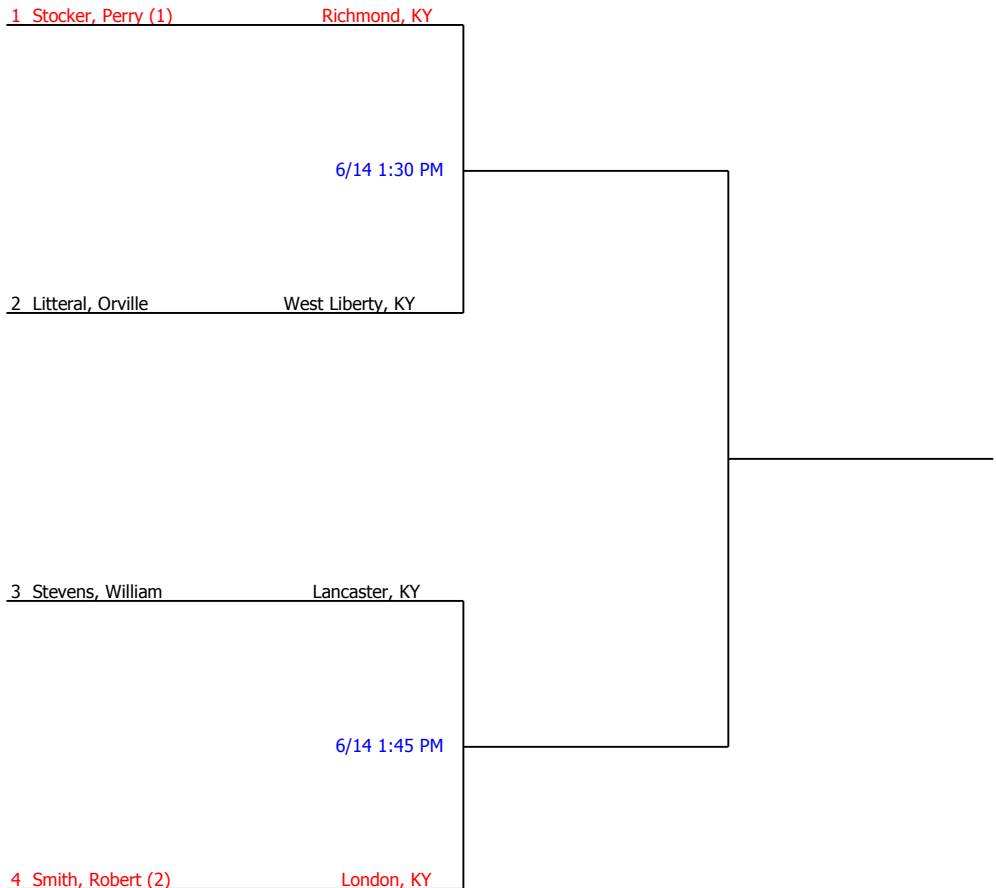 1 Stocker, Perry (1) Richmond, KY
6/14 1:30 PM
2 Litteral, Orville West Liberty, KY
3 Stevens, William Lancaster, KY
6/14 1:45 PM
4 Smith, Robert (2) London, KY